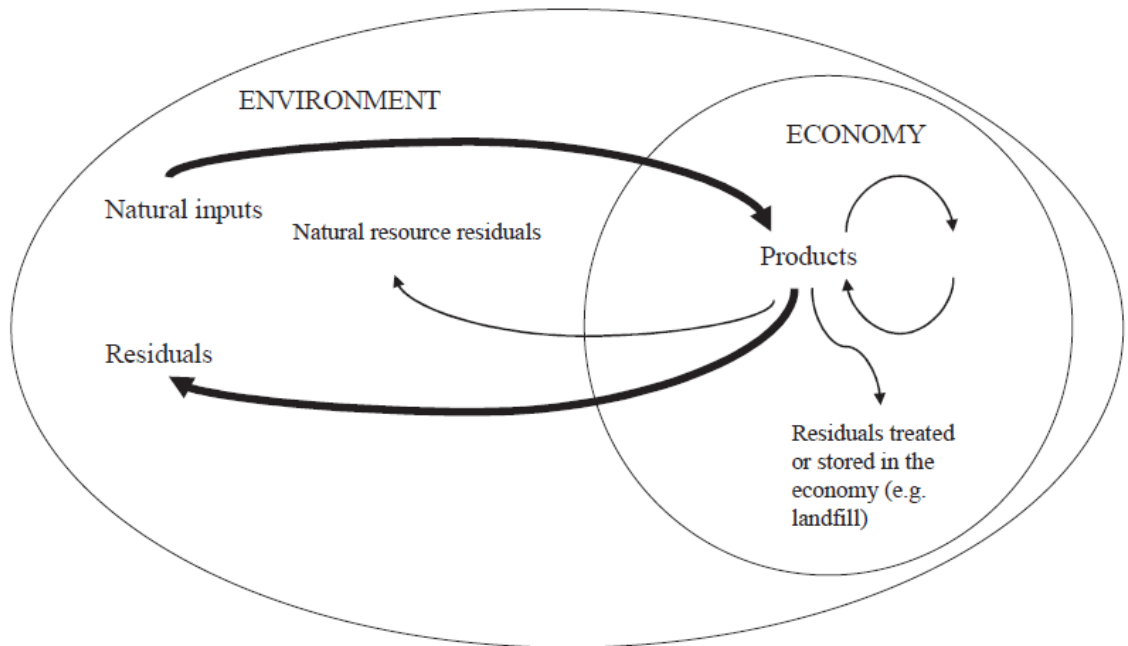 ENVIRONMENT
ECONOMY
Natural inputs
Natural resource residuals
Products
Residuals
Residuals treated
or stored in the
economy (e.g.
landfill)